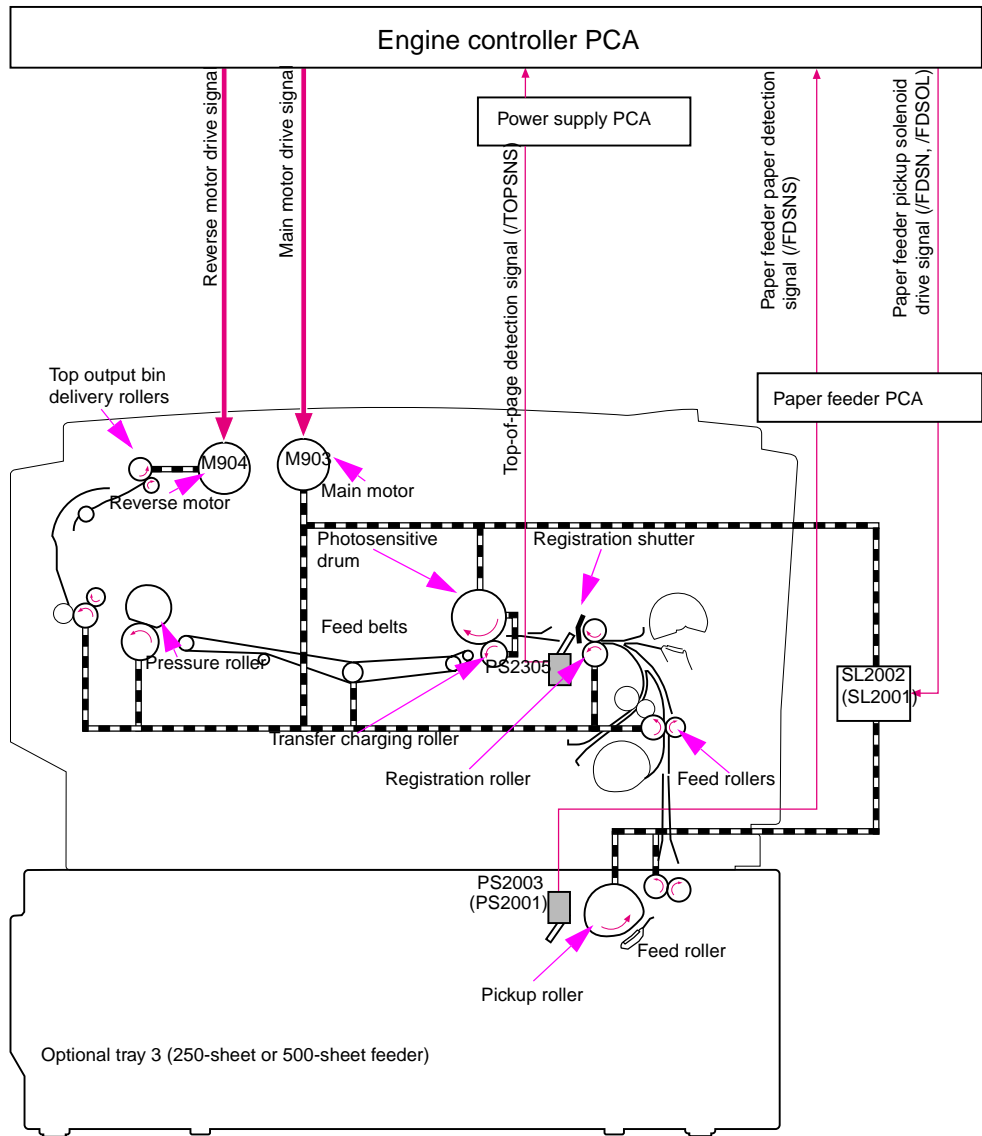 Engine controller PCA
Reverse motor drive signal
Main motor drive signal
Power supply PCA
Top-of-page detection signal (/TOPSNS)
Paper feeder paper detection
signal (/FDSNS)
Paper feeder pickup solenoid
drive signal (/FDSN, /FDSOL)
Paper feeder PCA
Top output bin
delivery rollers
M904
M903
Reverse motor
Main motor
Photosensitive
drum
Registration shutter
Feed belts
Pressure roller
PS2305
SL2002
(SL2001)
Transfer charging roller
Registration roller
Feed rollers
PS2003
(PS2001)
Feed roller
Pickup roller
Optional tray 3 (250-sheet or 500-sheet feeder)